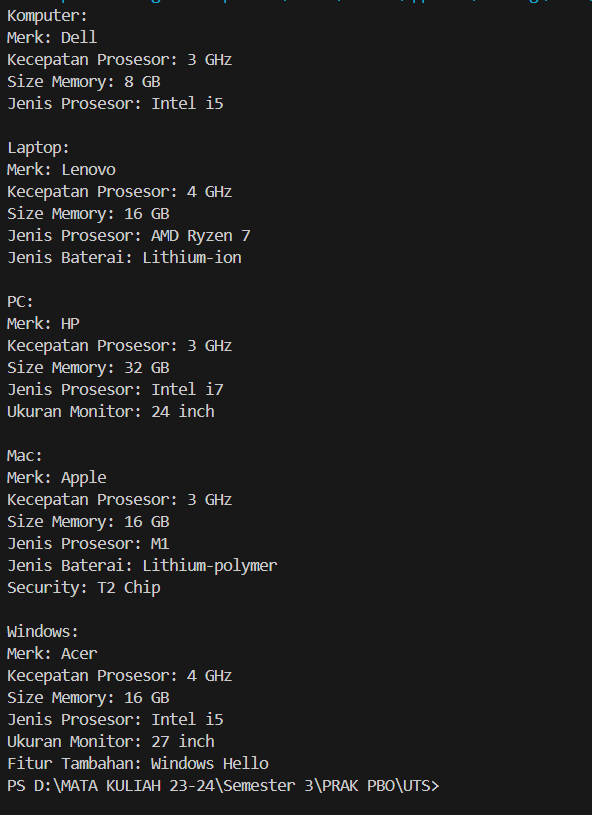 Komputer:
Merk: Dell
Kecepatan Prosesor: 3 GHz
Size Memory: 8 GB
Jenis Prosesor: Intel i5

Laptop:
Merk: Lenovo
Kecepatan Prosesor: 4 GHz
Size Memory: 16 GB
Jenis Prosesor: AMD Ryzen 7
Jenis Baterai: Lithium-ion

PC:
Merk: HP
Kecepatan Prosesor: 3 GHz
Size Memory: 32 GB
Jenis Prosesor: Intel i7
Ukuran Monitor: 24 inch

Mac:
Merk: Apple
Kecepatan Prosesor: 3 GHz
Size Memory: 16 GB
Jenis Prosesor: M1
Jenis Baterai: Lithium-polymer
Security: T2 Chip

Windows:
Merk: Acer
Kecepatan Prosesor: 4 GHz
Size Memory: 16 GB
Jenis Prosesor: Intel i5
Ukuran Monitor: 27 inch
Fitur Tambahan: Windows Hello
PS D:\MATA KULIAH 23-24\Semester 3\PRAK PBO\UTS>